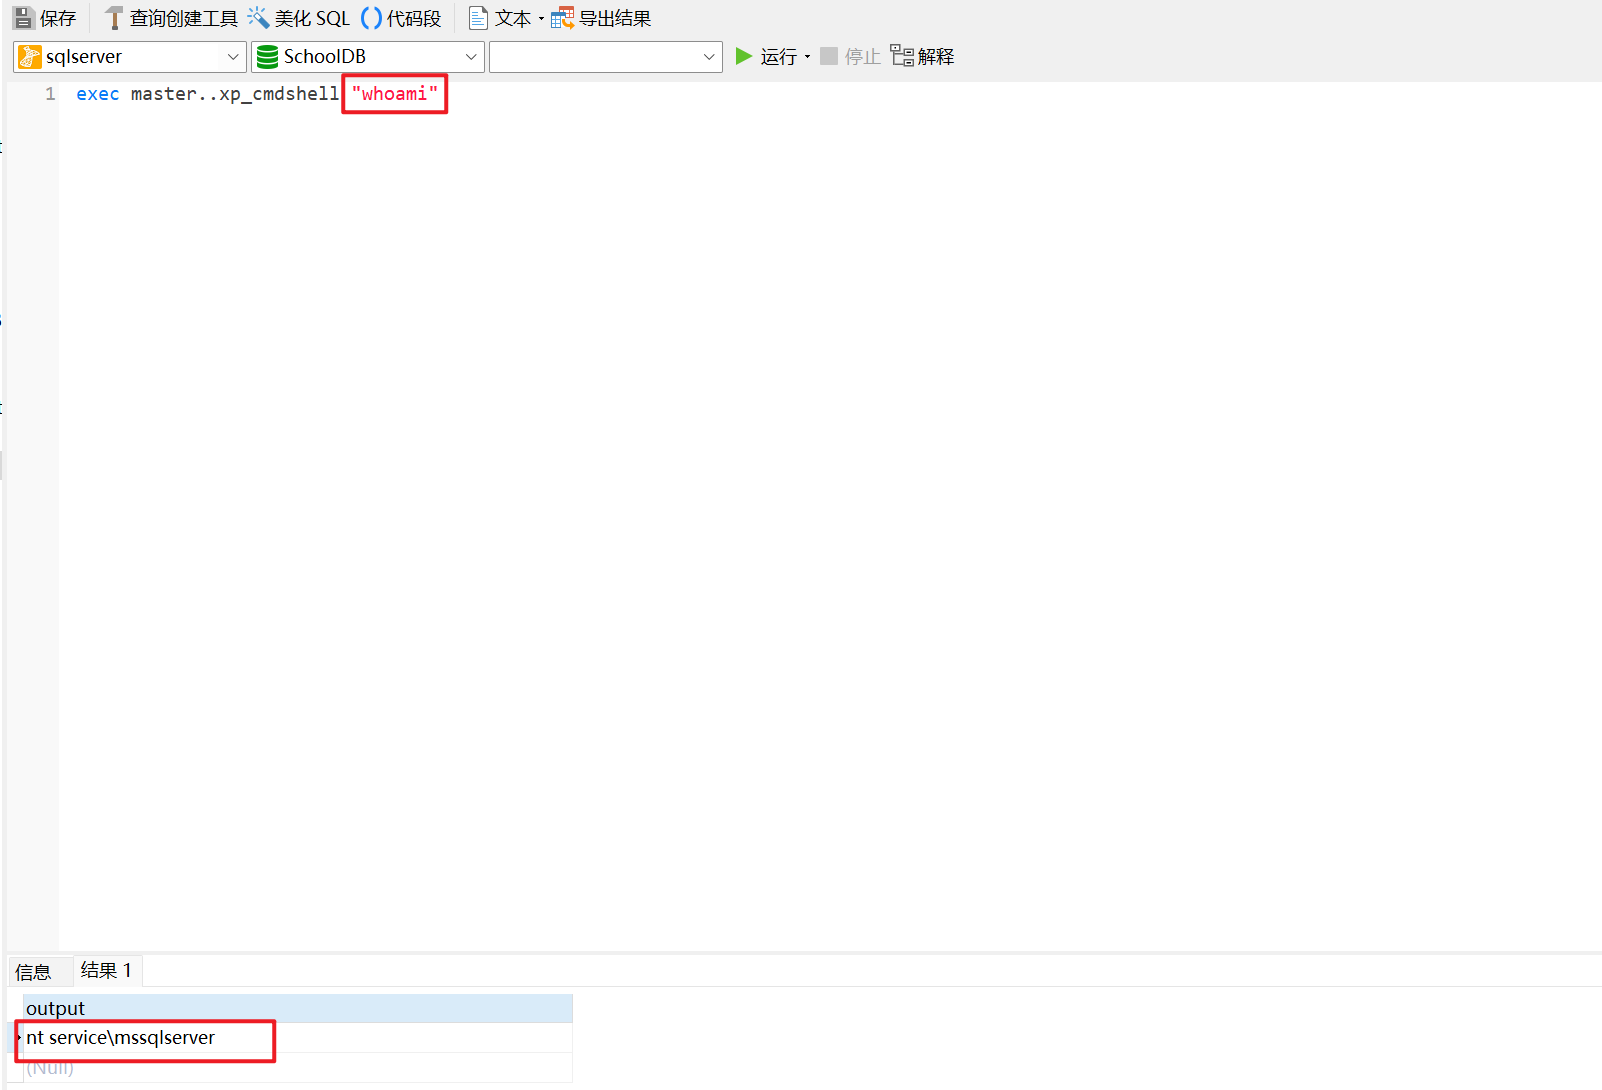 保存 查询创建工具 美化 SQL 代码段 文本 导出结果
sqlserver SchoolDB 运行 停止 解释
1 exec master..xp_cmdshell "whoami"
信息 结果 1
output
nt service\mssqlserver
(Null)